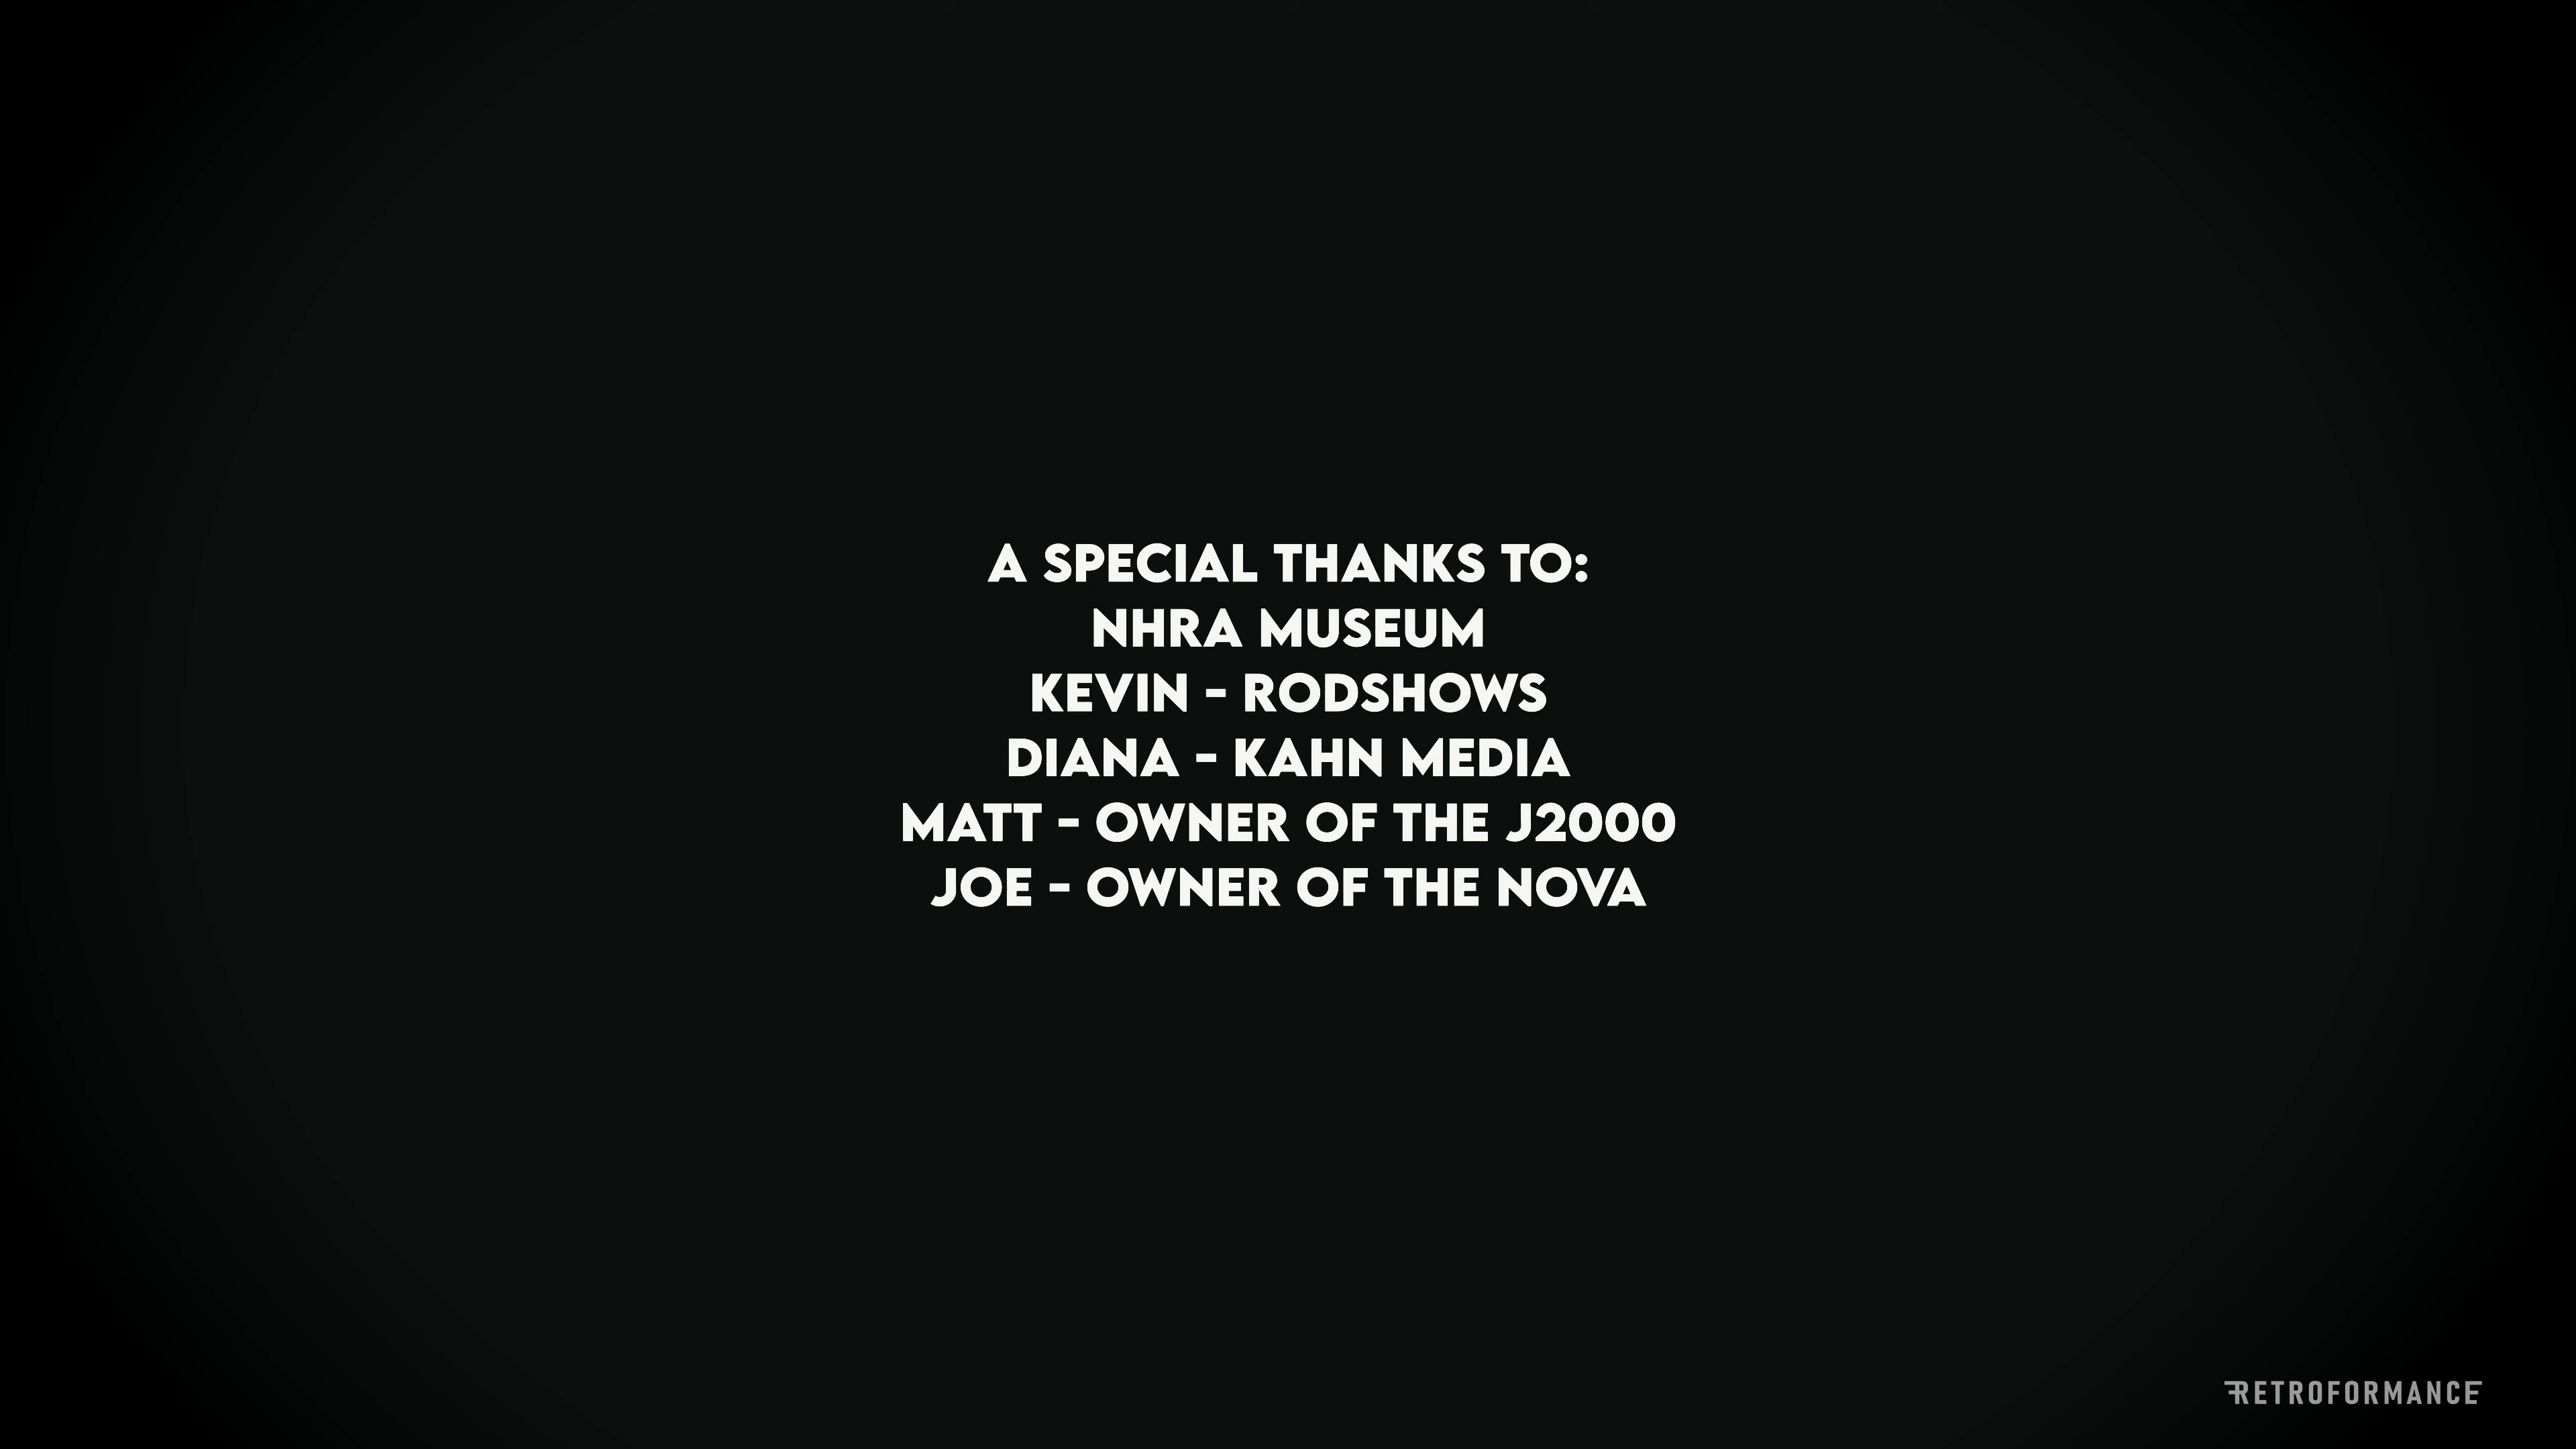 A SPECIAL THANKS TO:
NHRA MUSEUM
KEVIN - RODSHOWS
DIANA - KAHN MEDIA
MATT - OWNER OF THE J2000
JOE - OWNER OF THE NOVA
RETROFORMANCE